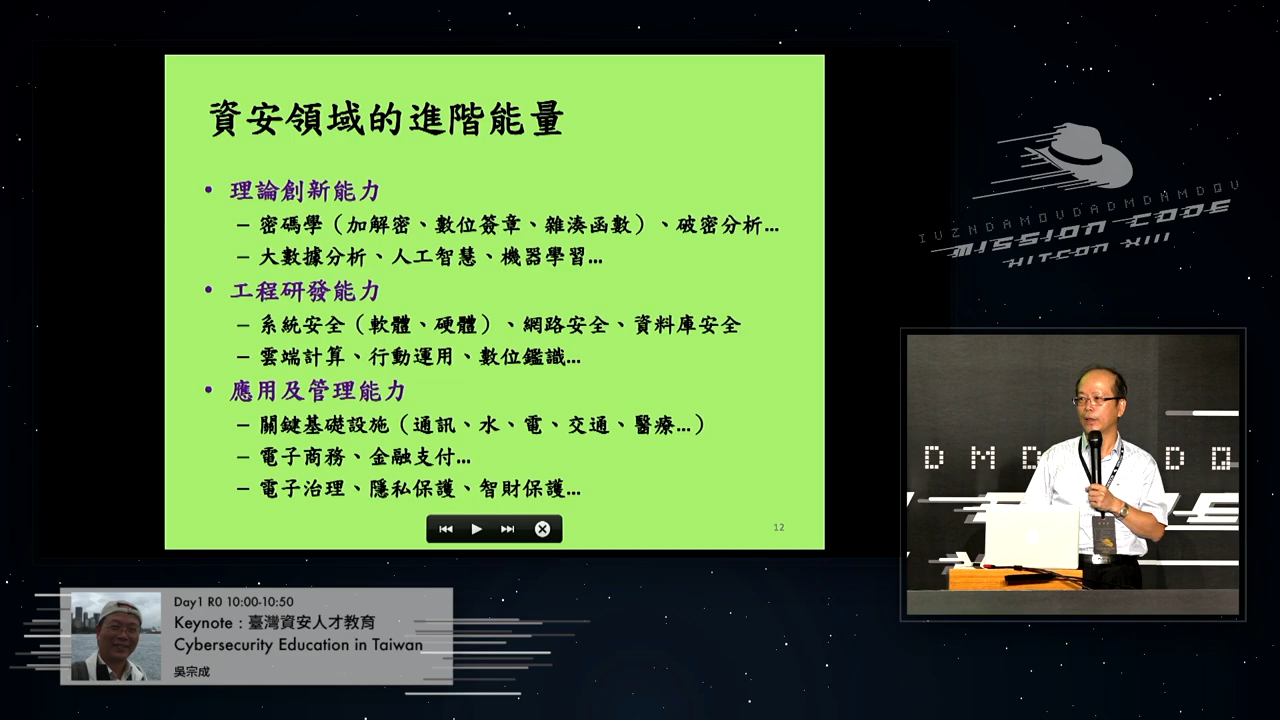 資安領域的進階能量
• 理論創新能力
– 密碼學（加解密、數位簽章、雜湊函數）、破密分析...
– 大數據分析、人工智慧、機器學習...
• 工程研發能力
– 系統安全（軟體、硬體）、網路安全、資料庫安全
– 雲端計算、行動運用、數位鑑識...
• 應用及管理能力
– 關鍵基礎設施（通訊、水、電、交通、醫療...）
– 電子商務、金融支付...
– 電子治理、隱私保護、智財保護...
12
IVZNDAMOVDADMDNMDQV
MISSION CODE
HITCON XIII
Day1 R0 10:00-10:50
Keynote：臺灣資安人才教育
Cybersecurity Education in Taiwan
吳宗成